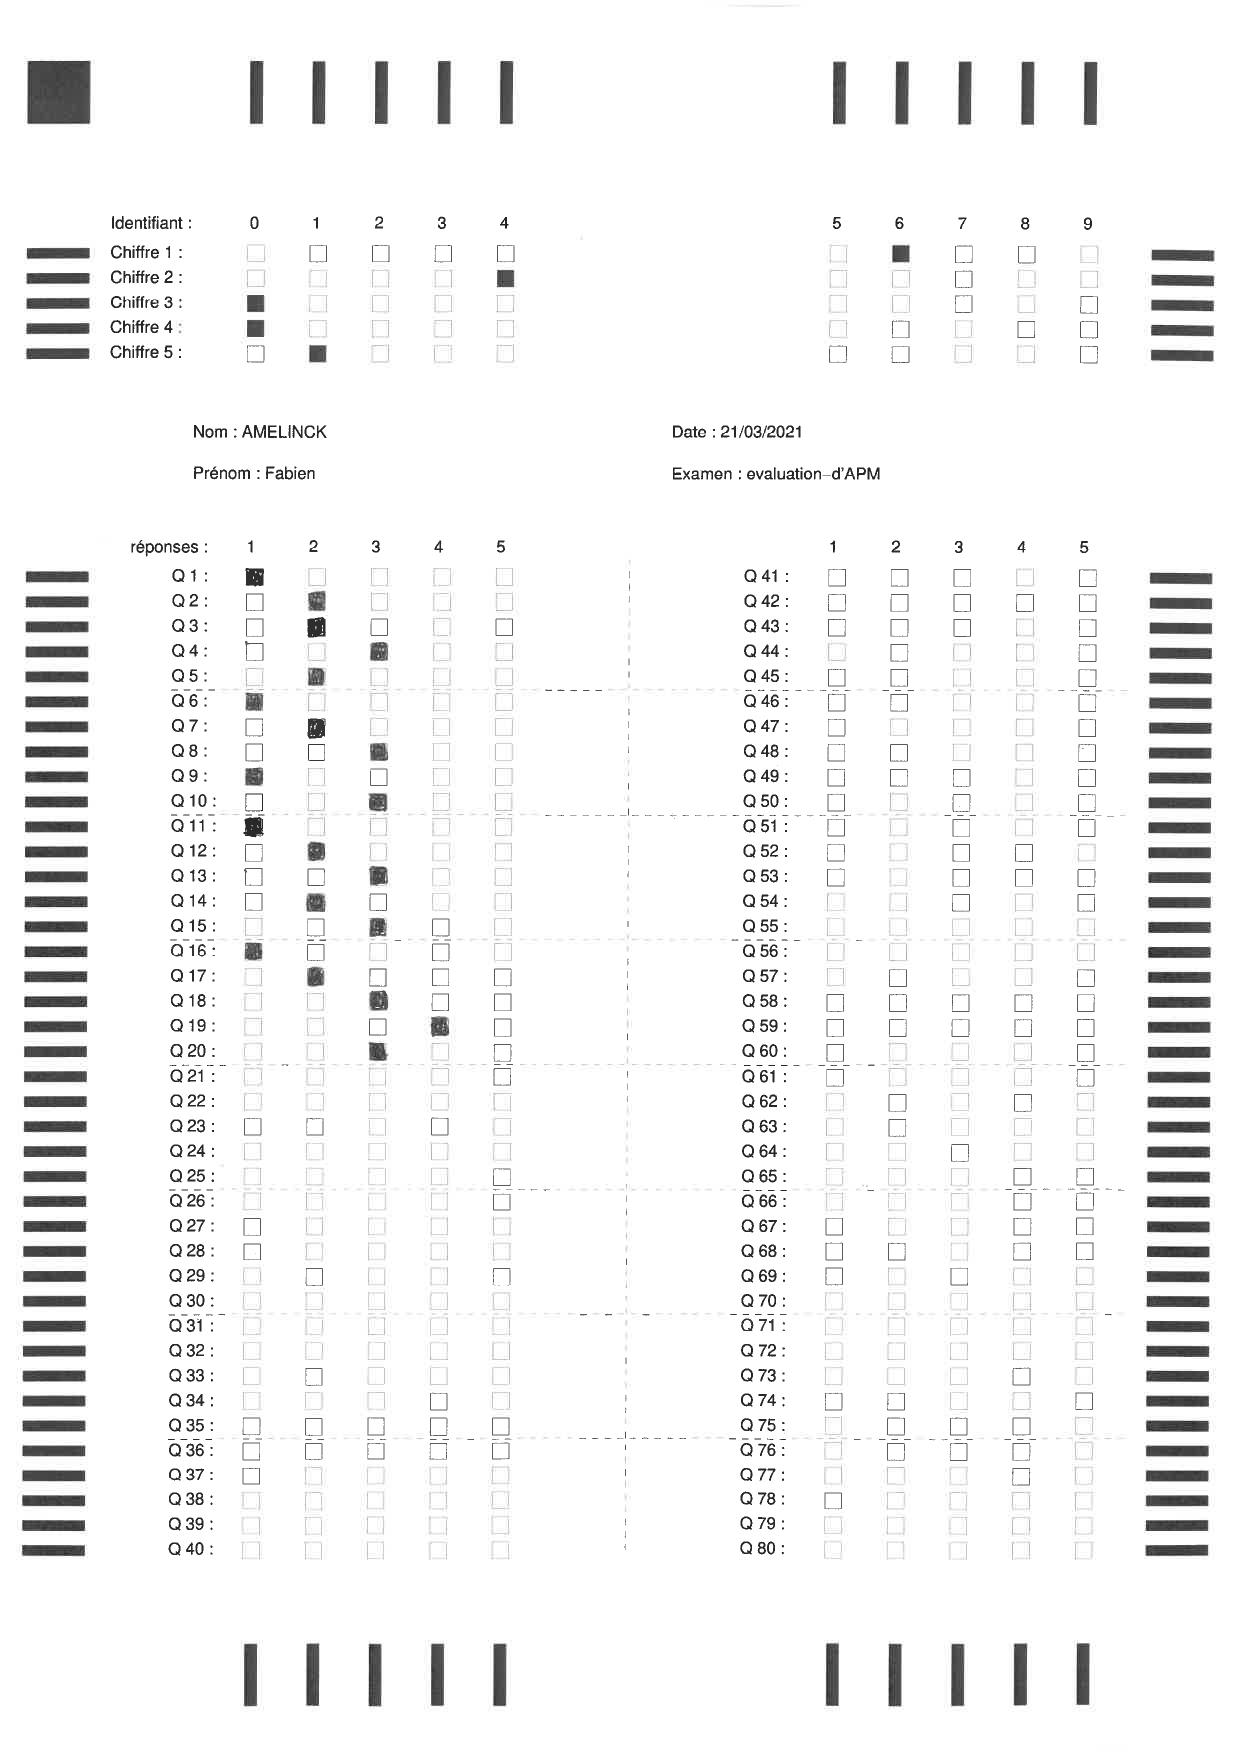 Identifiant : 0 1 2 3 4 5 6 7 8 9
Chiffre 1 :
Chiffre 2 :
Chiffre 3 :
Chiffre 4 :
Chiffre 5 :
Nom : AMELINCK Date : 21/03/2021
Prénom : Fabien Examen : evaluation-d'APM
réponses : 1 2 3 4 5 1 2 3 4 5
Q 1 : Q 41 :
Q 2 : Q 42 :
Q 3 : Q 43 :
Q 4 : Q 44 :
Q 5 : Q 45 :
Q 6 : Q 46 :
Q 7 : Q 47 :
Q 8 : Q 48 :
Q 9 : Q 49 :
Q 10 : Q 50 :
Q 11 : Q 51 :
Q 12 : Q 52 :
Q 13 : Q 53 :
Q 14 : Q 54 :
Q 15 : Q 55 :
Q 16 : Q 56 :
Q 17 : Q 57 :
Q 18 : Q 58 :
Q 19 : Q 59 :
Q 20 : Q 60 :
Q 21 : Q 61 :
Q 22 : Q 62 :
Q 23 : Q 63 :
Q 24 : Q 64 :
Q 25 : Q 65 :
Q 26 : Q 66 :
Q 27 : Q 67 :
Q 28 : Q 68 :
Q 29 : Q 69 :
Q 30 : Q 70 :
Q 31 : Q 71 :
Q 32 : Q 72 :
Q 33 : Q 73 :
Q 34 : Q 74 :
Q 35 : Q 75 :
Q 36 : Q 76 :
Q 37 : Q 77 :
Q 38 : Q 78 :
Q 39 : Q 79 :
Q 40 : Q 80 :